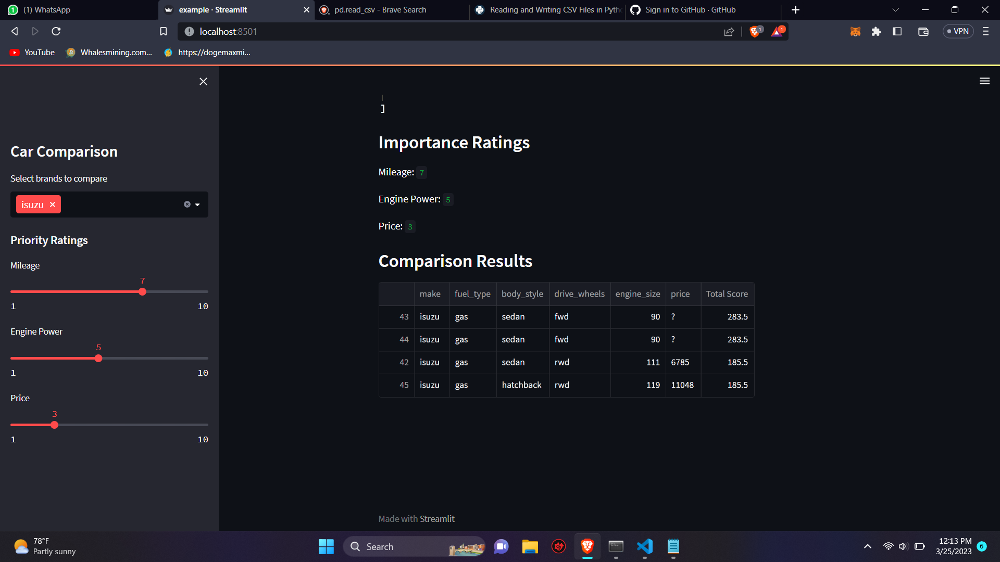 (1) WhatsApp
example · Streamlit
pd.read_csv - Brave Search
Reading and Writing CSV Files in Pyth
Sign in to GitHub · GitHub
localhost:8501
1
1
VPN
YouTube
Whalesmining.com...
https://dogemaxmi...
Car Comparison
Select brands to compare
isuzu
Priority Ratings
Mileage
7
1 10
Engine Power
5
1 10
Price
3
1 10
]
Importance Ratings
Mileage: 7
Engine Power: 5
Price: 3
Comparison Results
make fuel_type body_style drive_wheels engine_size price Total Score
43 isuzu gas sedan fwd 90 ? 283.5
44 isuzu gas sedan fwd 90 ? 283.5
42 isuzu gas sedan rwd 111 6785 185.5
45 isuzu gas hatchback rwd 119 11048 185.5
Made with Streamlit
78°F
Partly sunny
Search
12:13 PM
3/25/2023
6